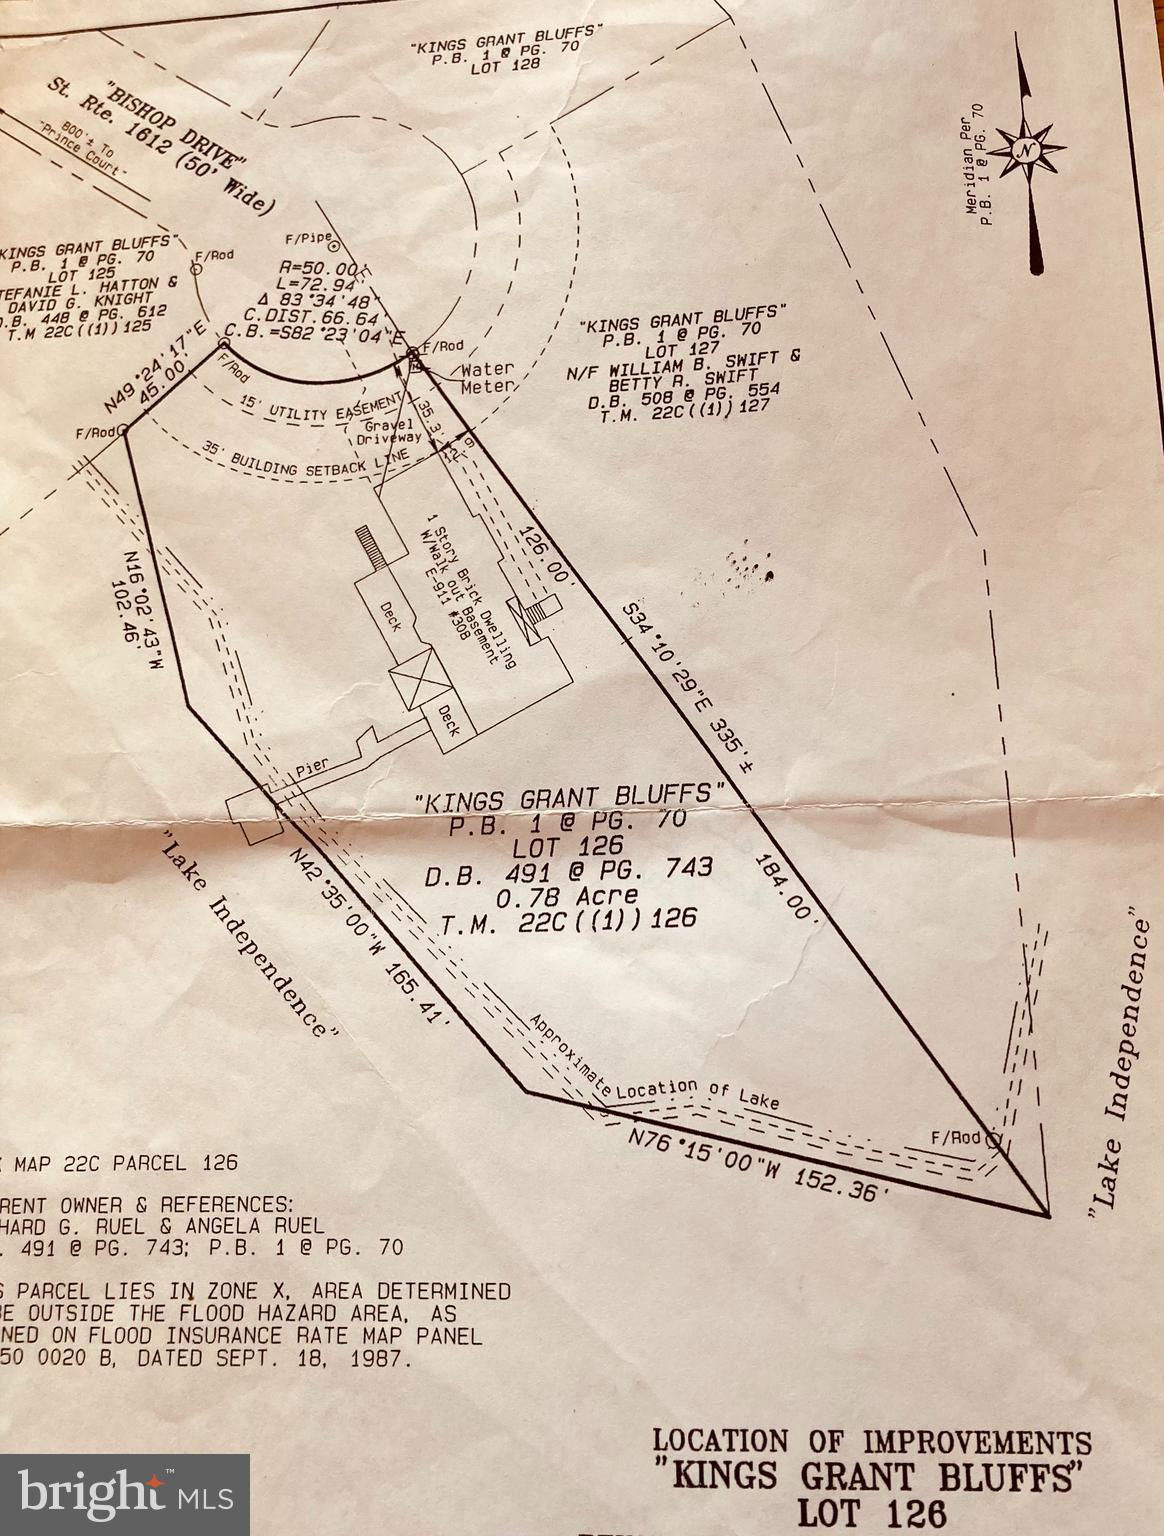 "KINGS GRANT BLUFFS"
P.B. 1 @ PG. 70
LOT 128
"BISHOP DRIVE"
St. Rte. 1612 (50' Wide)
800'± To
"Prince Court"
Meridian Per
P.B. 1 @ PG. 70
N
KINGS GRANT BLUFFS"
P.B. 1 @ PG. 70
LOT 125
TEFANIE L. HATTON &
DAVID G. KNIGHT
D.B. 448 @ PG. 612
T.M 22C((1))125
F/Rod
F/Pipe
R=50.00'
L=72.94'
Δ 83°34'48"
C.DIST.66.64'
C.B.=S82°23'04"E
F/Rod
F/Rod
Water
Meter
"KINGS GRANT BLUFFS"
P.B. 1 @ PG. 70
LOT 127
N/F WILLIAM B. SWIFT &
BETTY R. SWIFT
D.B. 508 @ PG. 554
T.M. 22C((1))127
N49°24'17"E
45.00'
F/Rod
15' UTILITY EASEMENT
35.3'
Gravel
Driveway
35' BUILDING SETBACK LINE
126.00'
1 Story Brick Dwelling
W/Walk out Basement
E-911 #308
Deck
Deck
N16°02'43"W
102.46'
S34°10'29"E 335'±
Pier
"KINGS GRANT BLUFFS"
P.B. 1 @ PG. 70
LOT 126
D.B. 491 @ PG. 743
0.78 Acre
T.M. 22C((1))126
184.00'
"Lake Independence"
N42°35'00"W 165.41'
Approximate Location of Lake
F/Rod
N76°15'00"W 152.36'
"Lake Independence"
X MAP 22C PARCEL 126
RENT OWNER & REFERENCES:
HARD G. RUEL & ANGELA RUEL
. 491 @ PG. 743; P.B. 1 @ PG. 70
S PARCEL LIES IN ZONE X, AREA DETERMINED
BE OUTSIDE THE FLOOD HAZARD AREA, AS
NED ON FLOOD INSURANCE RATE MAP PANEL
50 0020 B, DATED SEPT. 18, 1987.
LOCATION OF IMPROVEMENTS
"KINGS GRANT BLUFFS"
LOT 126
bright™ MLS